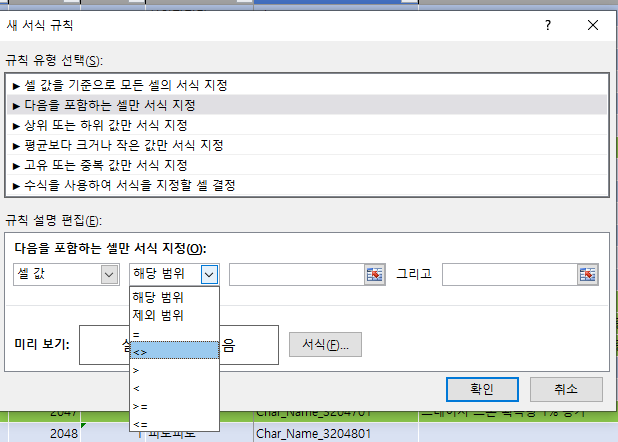 새 서식 규칙 ? ×
규칙 유형 선택(S):
► 셀 값을 기준으로 모든 셀의 서식 지정
► 다음을 포함하는 셀만 서식 지정
► 상위 또는 하위 값만 서식 지정
► 평균보다 크거나 작은 값만 서식 지정
► 고유 또는 중복 값만 서식 지정
► 수식을 사용하여 서식을 지정할 셀 결정
규칙 설명 편집(E):
다음을 포함하는 셀만 서식 지정(O):
셀 값 해당 범위 그리고
해당 범위
제외 범위
=
<>
>
<
>=
<=
미리 보기: 음 서식(F)...
확인 취소
2047 Char_Name_3204701
2048 Char_Name_3204801